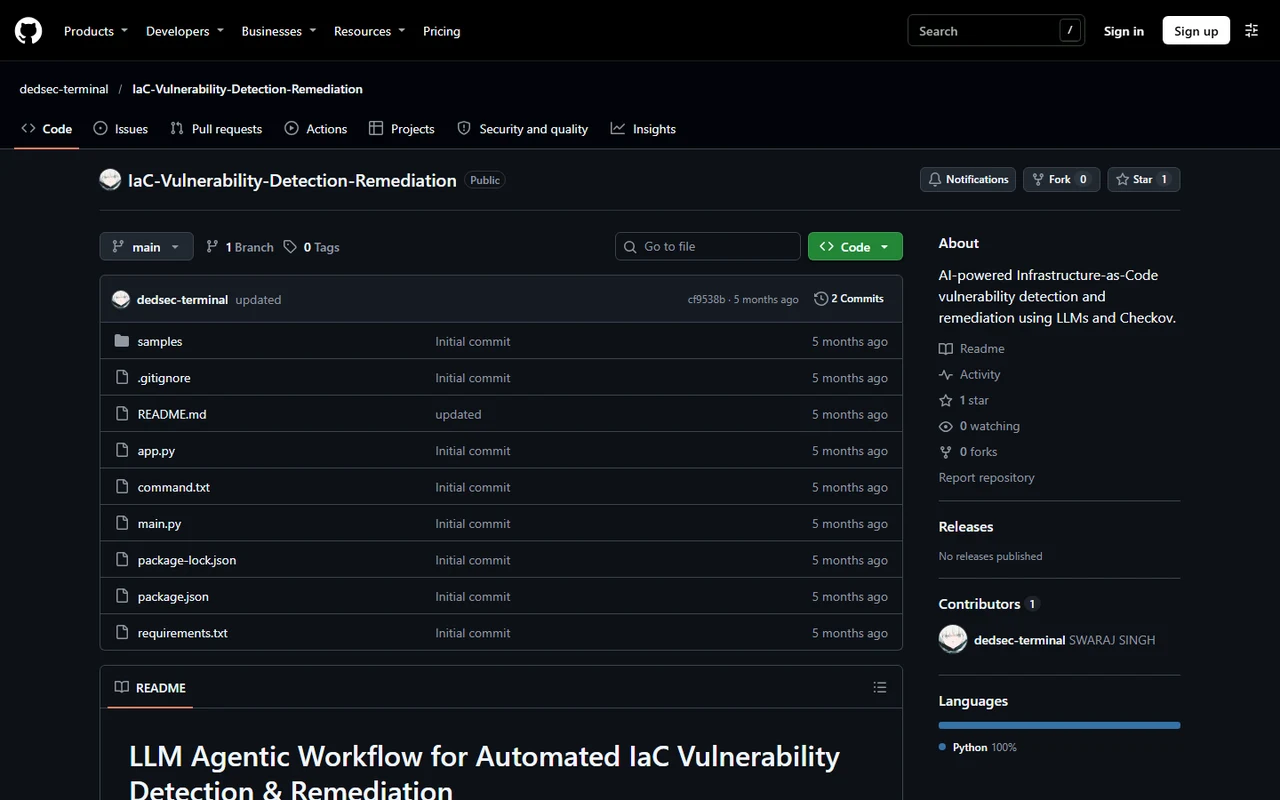 Products Developers Businesses Resources Pricing Search / Sign in Sign up
dedsec-terminal / IaC-Vulnerability-Detection-Remediation
Code Issues Pull requests Actions Projects Security and quality Insights
IaC-Vulnerability-Detection-Remediation Public Notifications Fork 0 Star 1
main 1 Branch 0 Tags Go to file Code
dedsec-terminal updated cf9538b · 5 months ago 2 Commits
samples Initial commit 5 months ago
.gitignore Initial commit 5 months ago
README.md updated 5 months ago
app.py Initial commit 5 months ago
command.txt Initial commit 5 months ago
main.py Initial commit 5 months ago
package-lock.json Initial commit 5 months ago
package.json Initial commit 5 months ago
requirements.txt Initial commit 5 months ago
README
LLM Agentic Workflow for Automated IaC Vulnerability
Detection & Remediation
About
AI-powered Infrastructure-as-Code
vulnerability detection and
remediation using LLMs and Checkov.
Readme
Activity
1 star
0 watching
0 forks
Report repository
Releases
No releases published
Contributors 1
dedsec-terminal SWARAJ SINGH
Languages
Python 100%